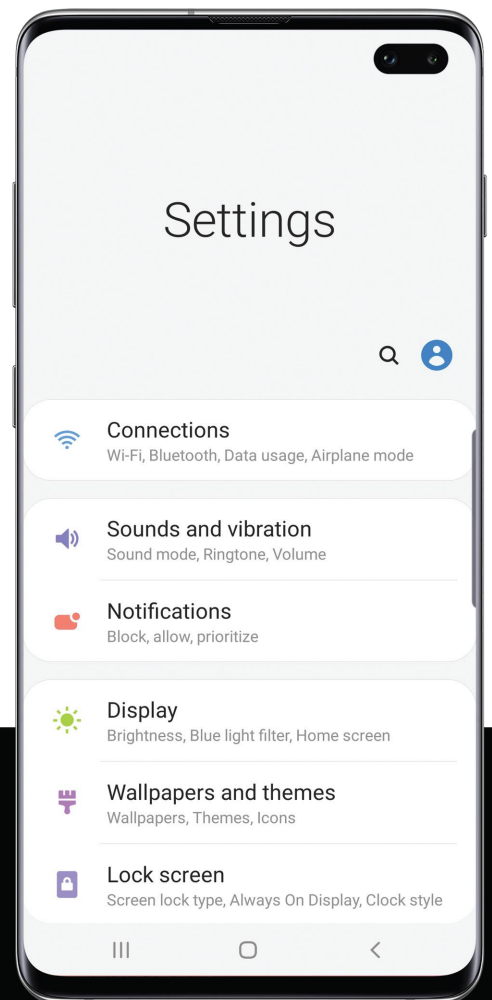 Settings
Connections
Wi-Fi, Bluetooth, Data usage, Airplane mode
Sounds and vibration
Sound mode, Ringtone, Volume
Notifications
Block, allow, prioritize
Display
Brightness, Blue light filter, Home screen
Wallpapers and themes
Wallpapers, Themes, Icons
Lock screen
Screen lock type, Always On Display, Clock style